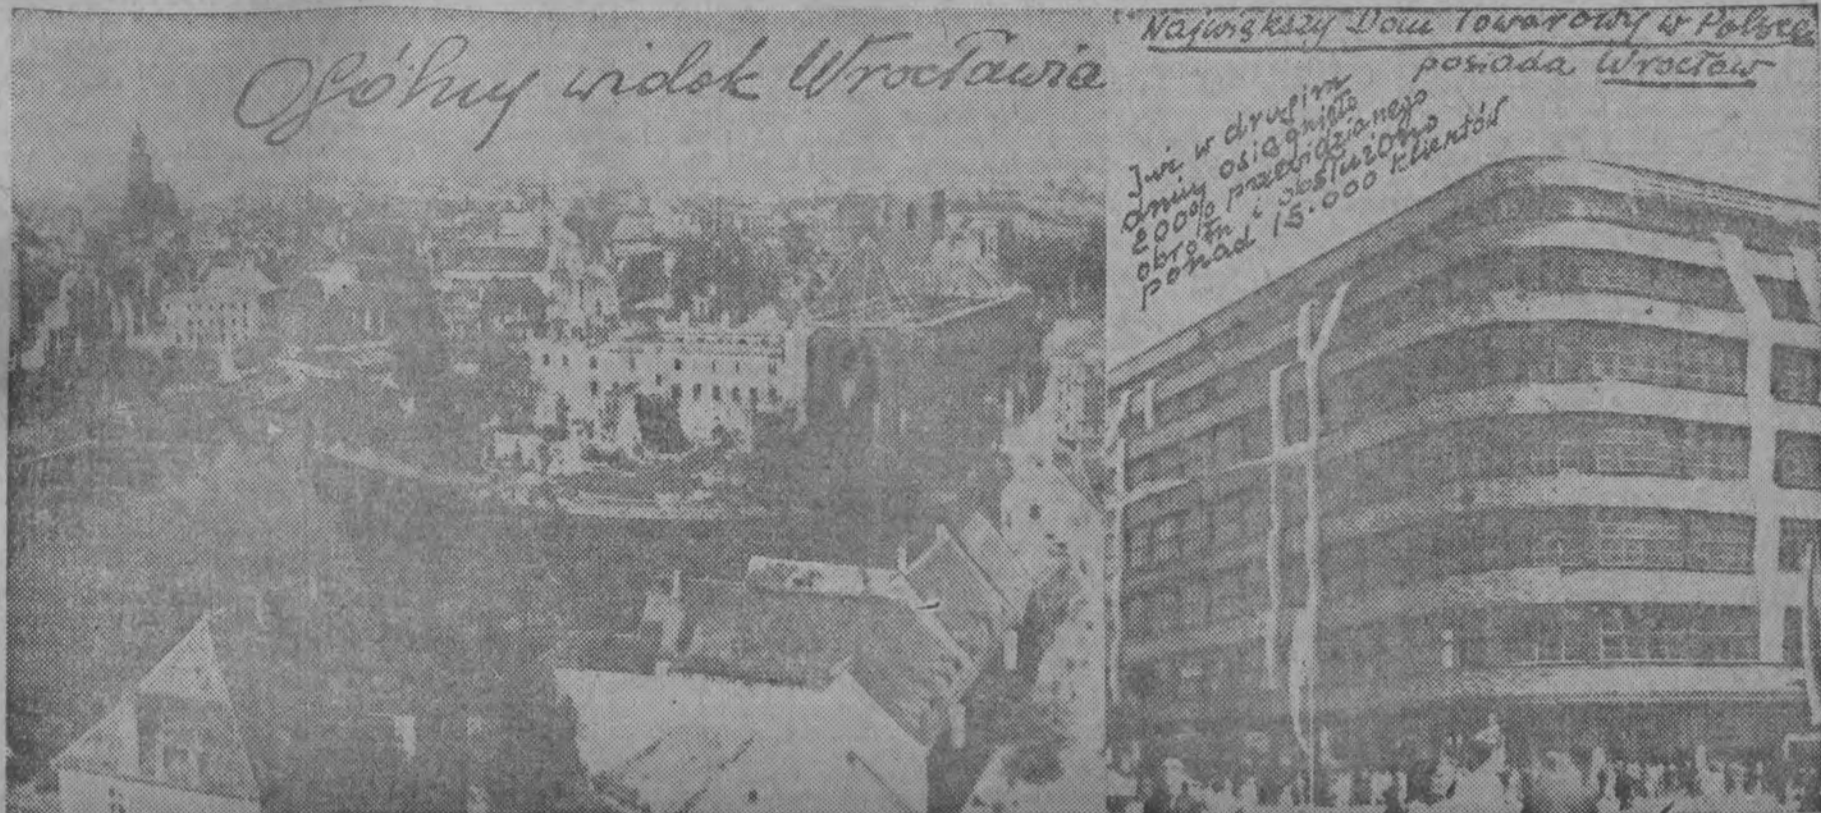 Ogólny widok Wrocławia
Największy Dom Towarowy w Polsce
posiada Wrocław
Już w drugim
dniu osiągnięto
200% przewidzianego
obrotu i obsłużono
ponad 15.000 klientów